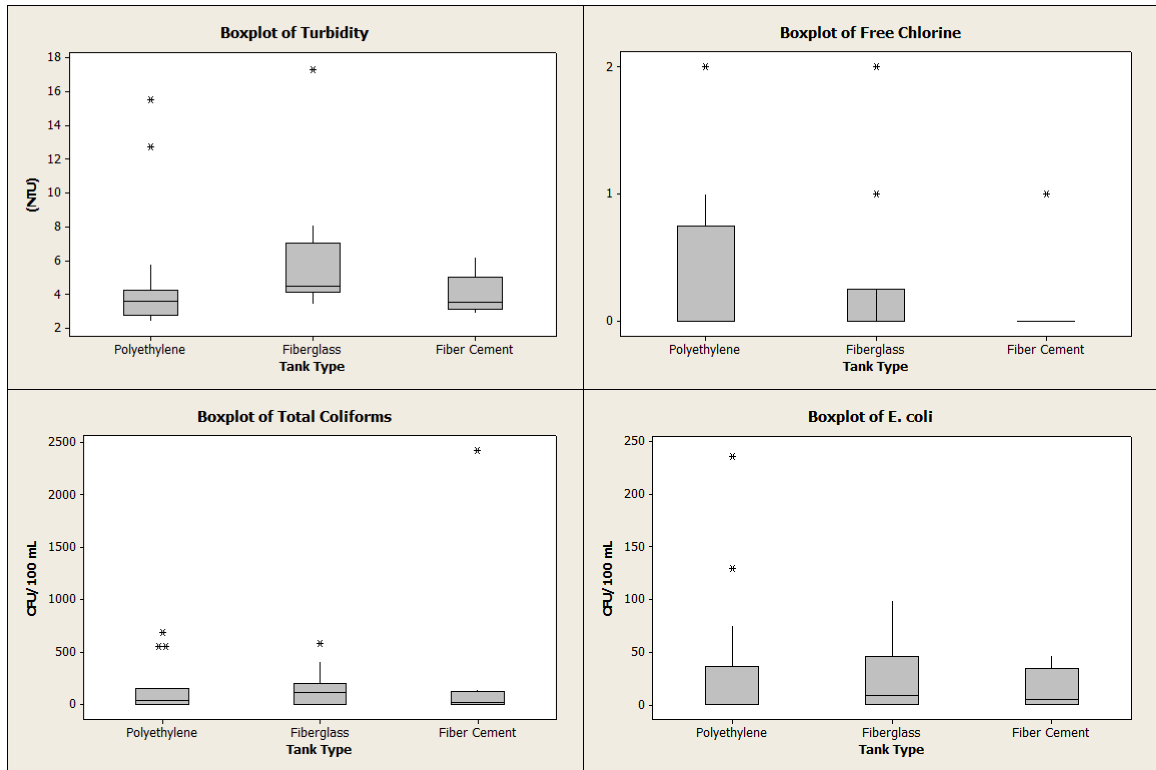 Boxplot of Turbidity
18
16
14
12
10
8
6
4
2
(NTU)
Polyethylene Fiberglass Fiber Cement
Tank Type
Boxplot of Free Chlorine
2
1
0
Polyethylene Fiberglass Fiber Cement
Tank Type
Boxplot of Total Coliforms
2500
2000
1500
1000
500
0
CFU/100 mL
Polyethylene Fiberglass Fiber Cement
Tank Type
Boxplot of E. coli
250
200
150
100
50
0
CFU/100 mL
Polyethylene Fiberglass Fiber Cement
Tank Type